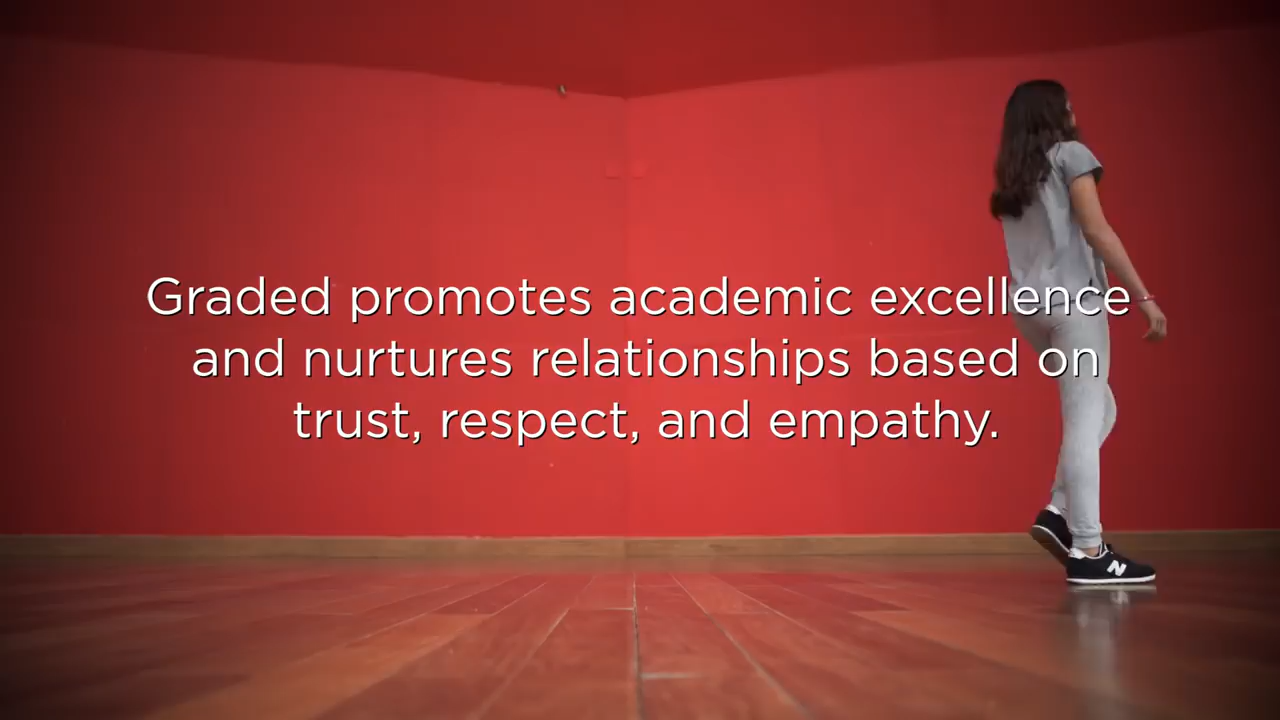 Graded promotes academic excellence
and nurtures relationships based on
trust, respect, and empathy.
N